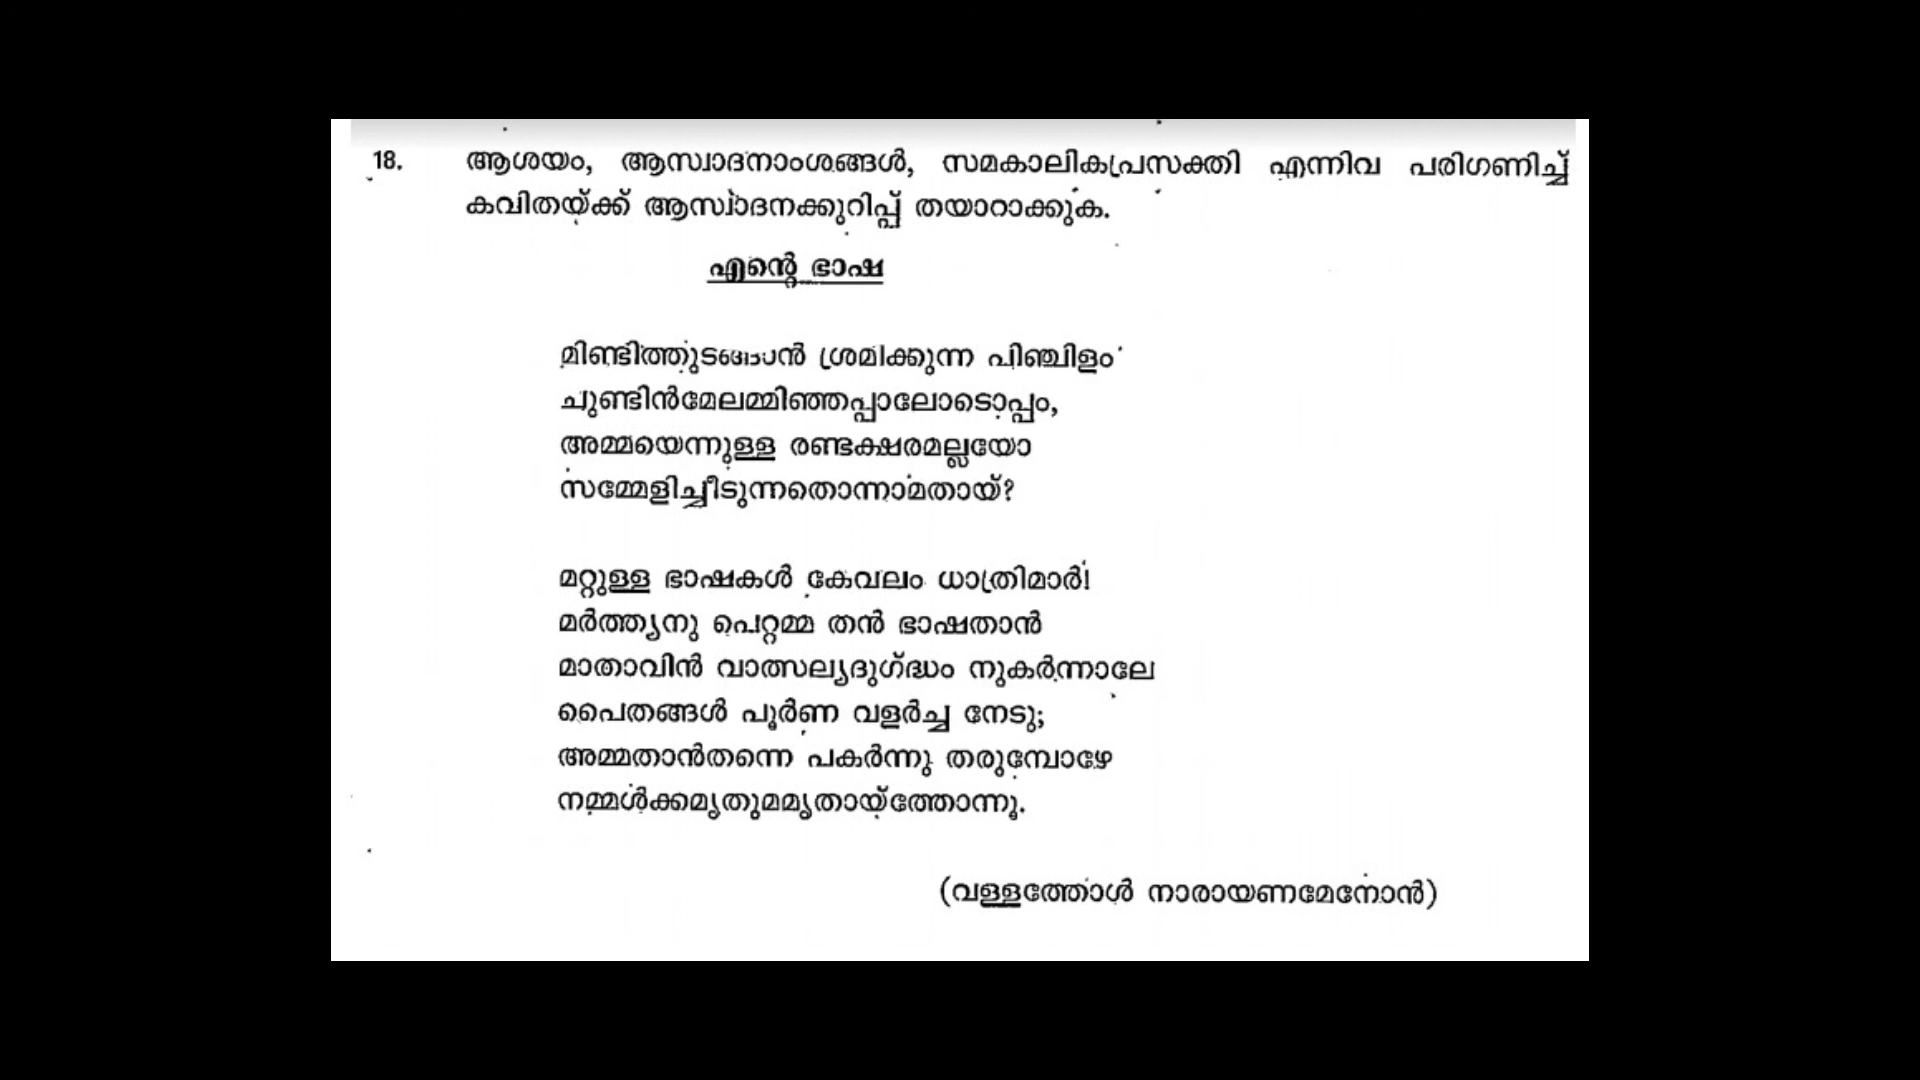 18. ആശയം, ആസ്വാദനാംശങ്ങൾ, സമകാലികപ്രസക്തി എന്നിവ പരിഗണിച്ച്
കവിതയ്ക്ക് ആസ്വാദനക്കുറിപ്പ് തയാറാക്കുക.
എന്റെ ഭാഷ
മിണ്ടിത്തുടങ്ങാൻ ശ്രമിക്കുന്ന പിഞ്ചിളം
ചുണ്ടിൻമേലമ്മിഞ്ഞപ്പാലോടൊപ്പം,
അമ്മയെന്നുള്ള രണ്ടക്ഷരമല്ലയോ
സമ്മേളിച്ചീടുന്നതൊന്നാമതായ്?
മറ്റുള്ള ഭാഷകൾ കേവലം ധാത്രിമാർ!
മർത്ത്യനു പെറ്റമ്മ തൻ ഭാഷതാൻ
മാതാവിൻ വാത്സല്യദുഗ്ദ്ധം നുകർന്നാലേ
പൈതങ്ങൾ പൂർണ വളർച്ച നേടു;
അമ്മതാൻതന്നെ പകർന്നു തരുമ്പോഴേ
നമ്മൾക്കമൃതുമമൃതായ്ത്തോന്നൂ.
(വള്ളത്തോൾ നാരായണമേനോൻ)